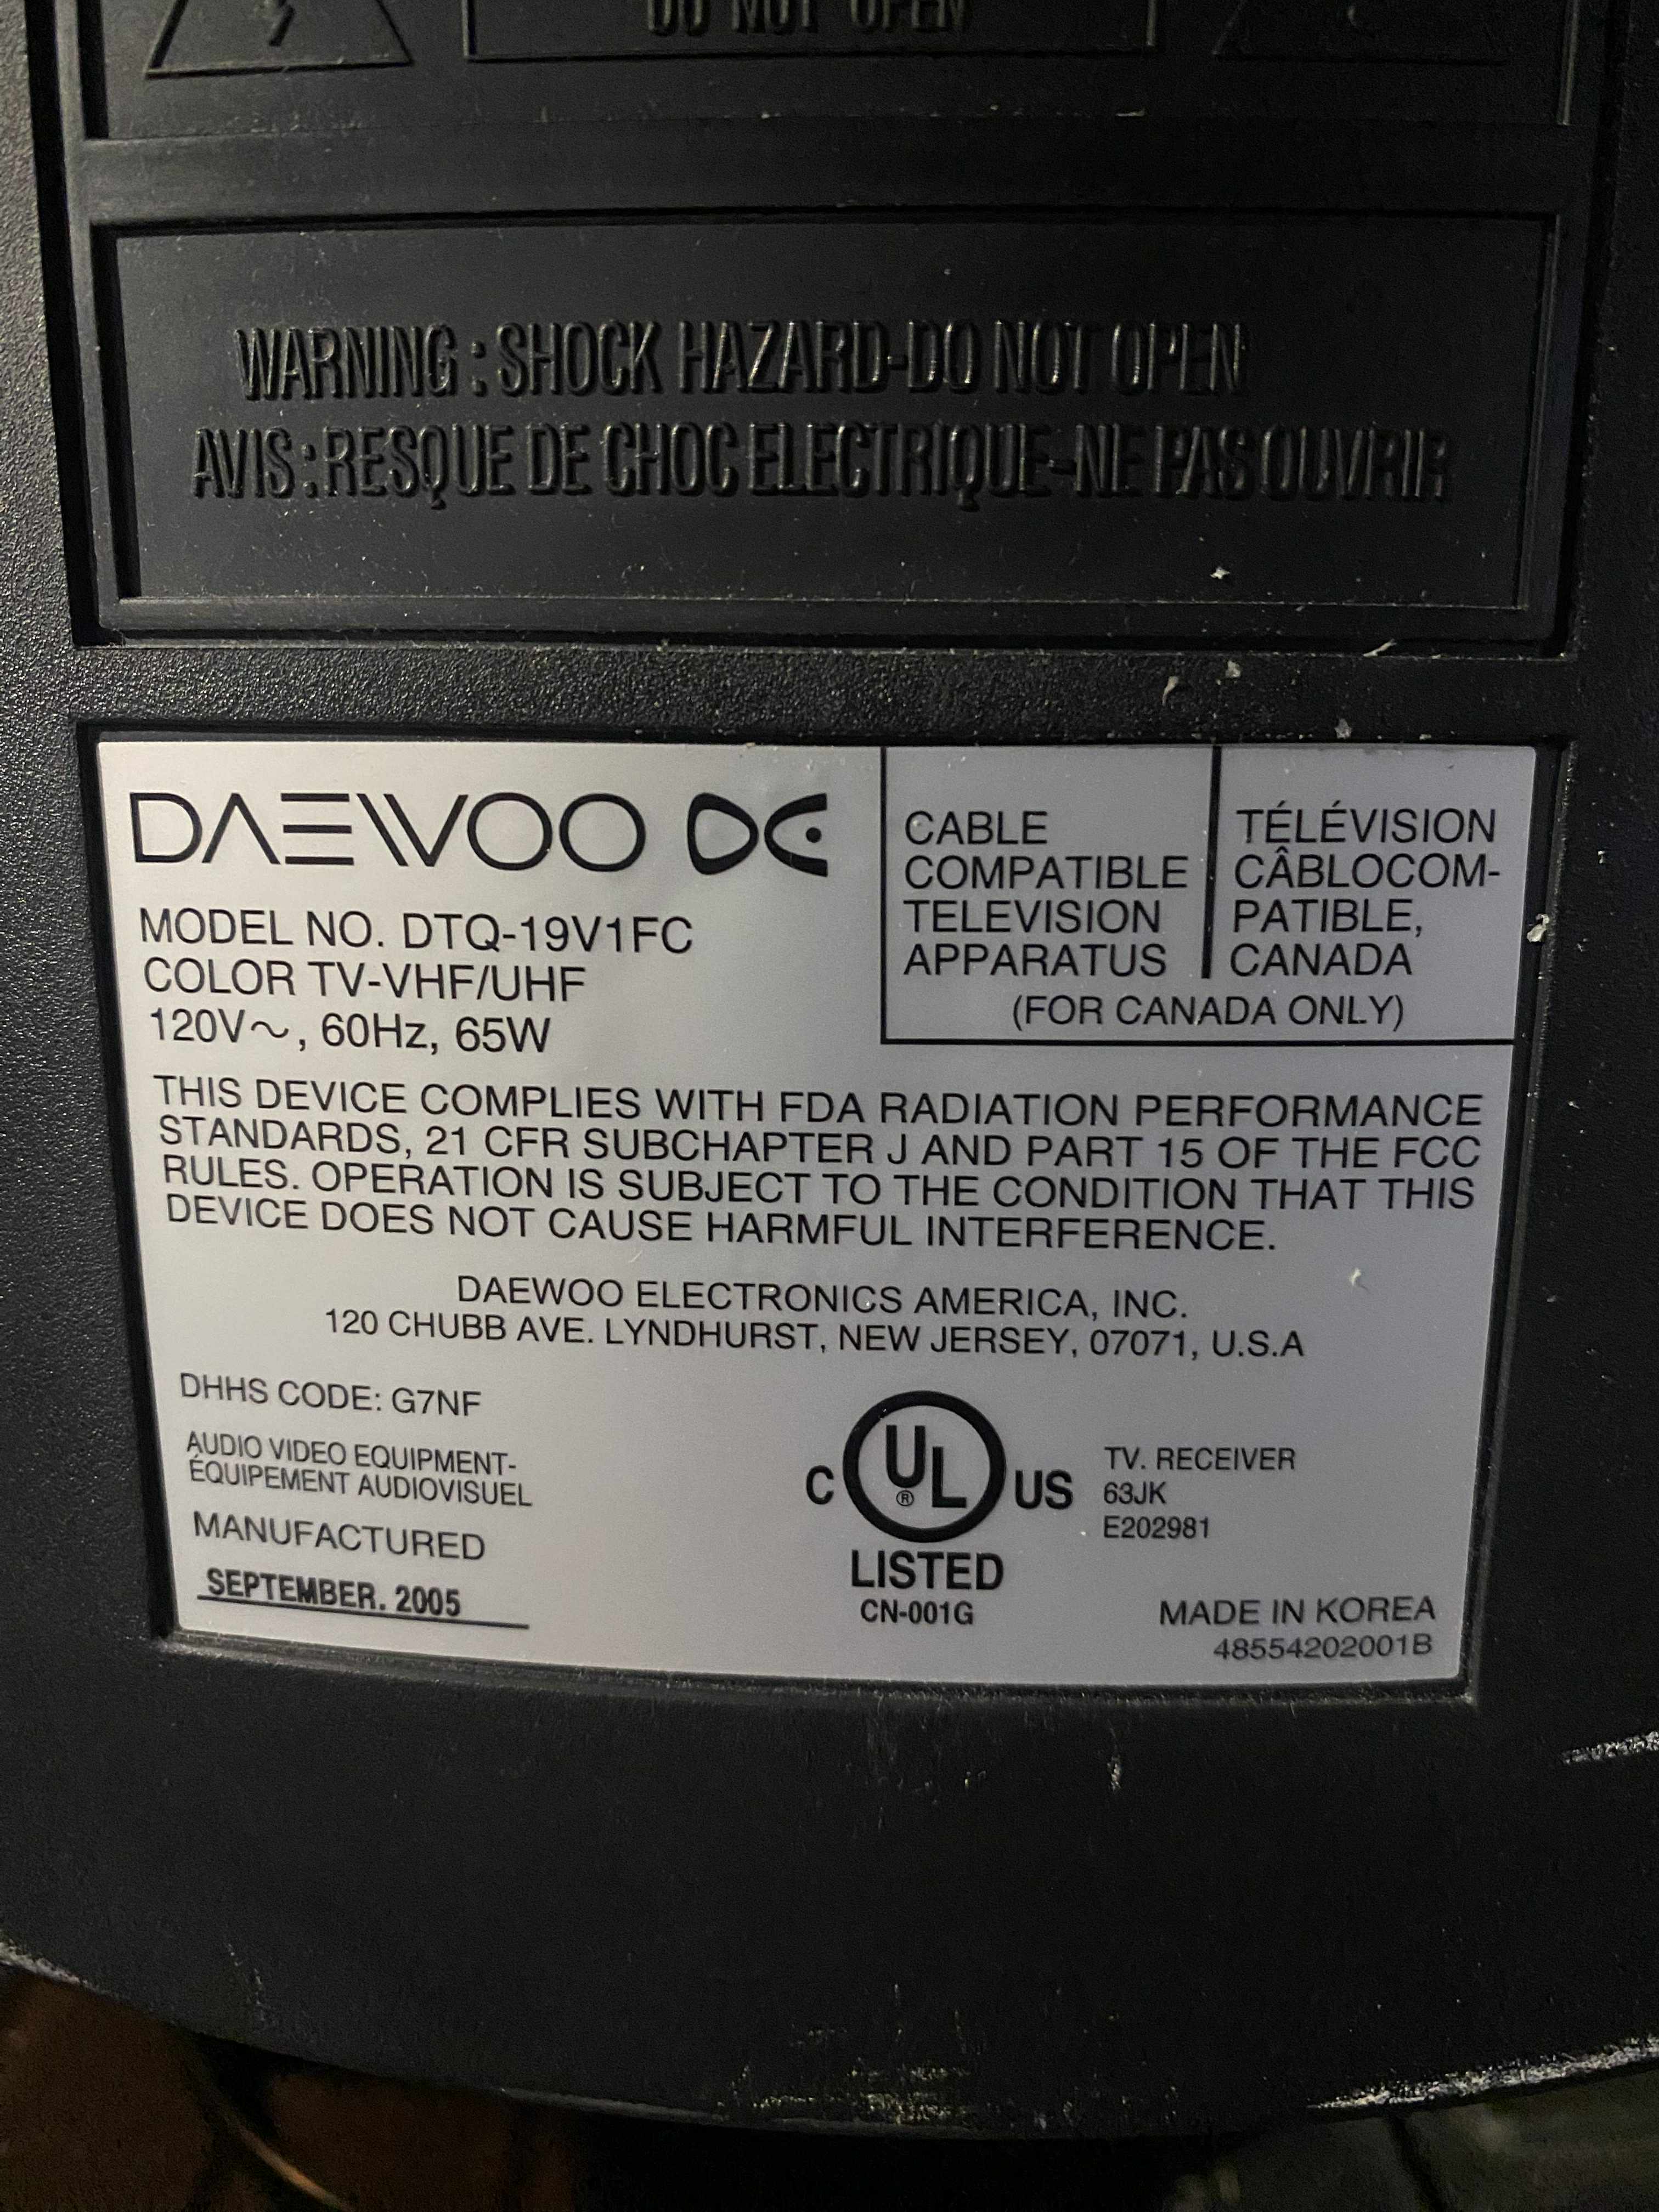 DO NOT OPEN
WARNING : SHOCK HAZARD-DO NOT OPEN
AVIS : RESQUE DE CHOC ELECTRIQUE-NE PAS OUVRIR
DAEWOO
MODEL NO. DTQ-19V1FC
COLOR TV-VHF/UHF
120V~, 60Hz, 65W
CABLE
COMPATIBLE
TELEVISION
APPARATUS
TÉLÉVISION
CÂBLOCOM-
PATIBLE,
CANADA
(FOR CANADA ONLY)
THIS DEVICE COMPLIES WITH FDA RADIATION PERFORMANCE
STANDARDS, 21 CFR SUBCHAPTER J AND PART 15 OF THE FCC
RULES. OPERATION IS SUBJECT TO THE CONDITION THAT THIS
DEVICE DOES NOT CAUSE HARMFUL INTERFERENCE.
DAEWOO ELECTRONICS AMERICA, INC.
120 CHUBB AVE. LYNDHURST, NEW JERSEY, 07071, U.S.A
DHHS CODE: G7NF
AUDIO VIDEO EQUIPMENT-
ÉQUIPEMENT AUDIOVISUEL
MANUFACTURED
SEPTEMBER. 2005
C UL ® US
LISTED
CN-001G
TV. RECEIVER
63JK
E202981
MADE IN KOREA
48554202001B